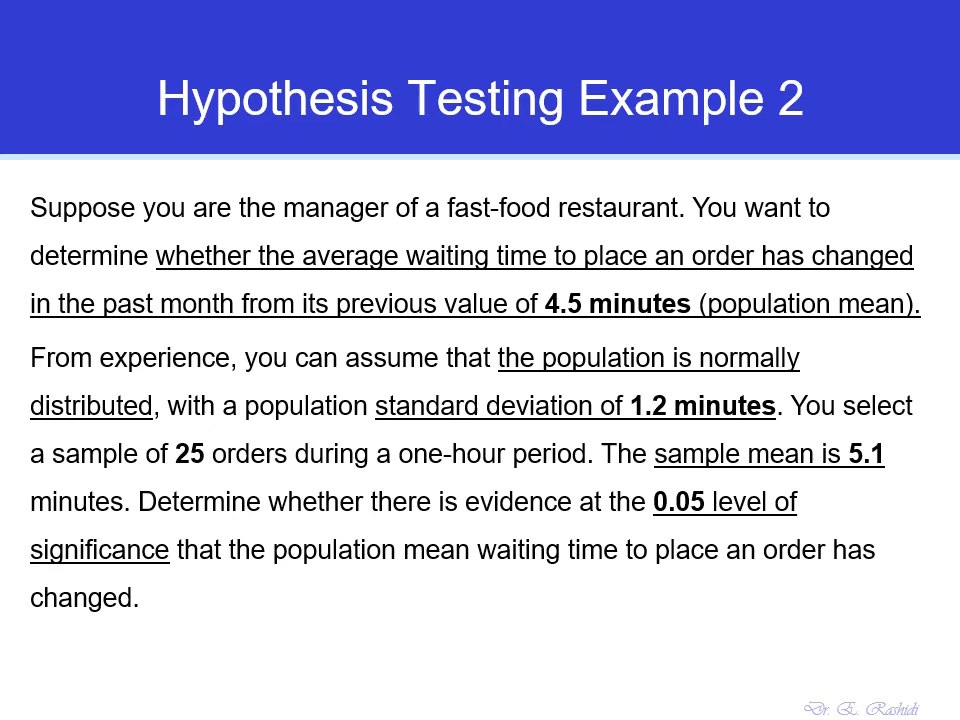 Hypothesis Testing Example 2
Suppose you are the manager of a fast-food restaurant. You want to
determine whether the average waiting time to place an order has changed
in the past month from its previous value of 4.5 minutes (population mean).
From experience, you can assume that the population is normally
distributed, with a population standard deviation of 1.2 minutes. You select
a sample of 25 orders during a one-hour period. The sample mean is 5.1
minutes. Determine whether there is evidence at the 0.05 level of
significance that the population mean waiting time to place an order has
changed.
Dr. E. Rashidi